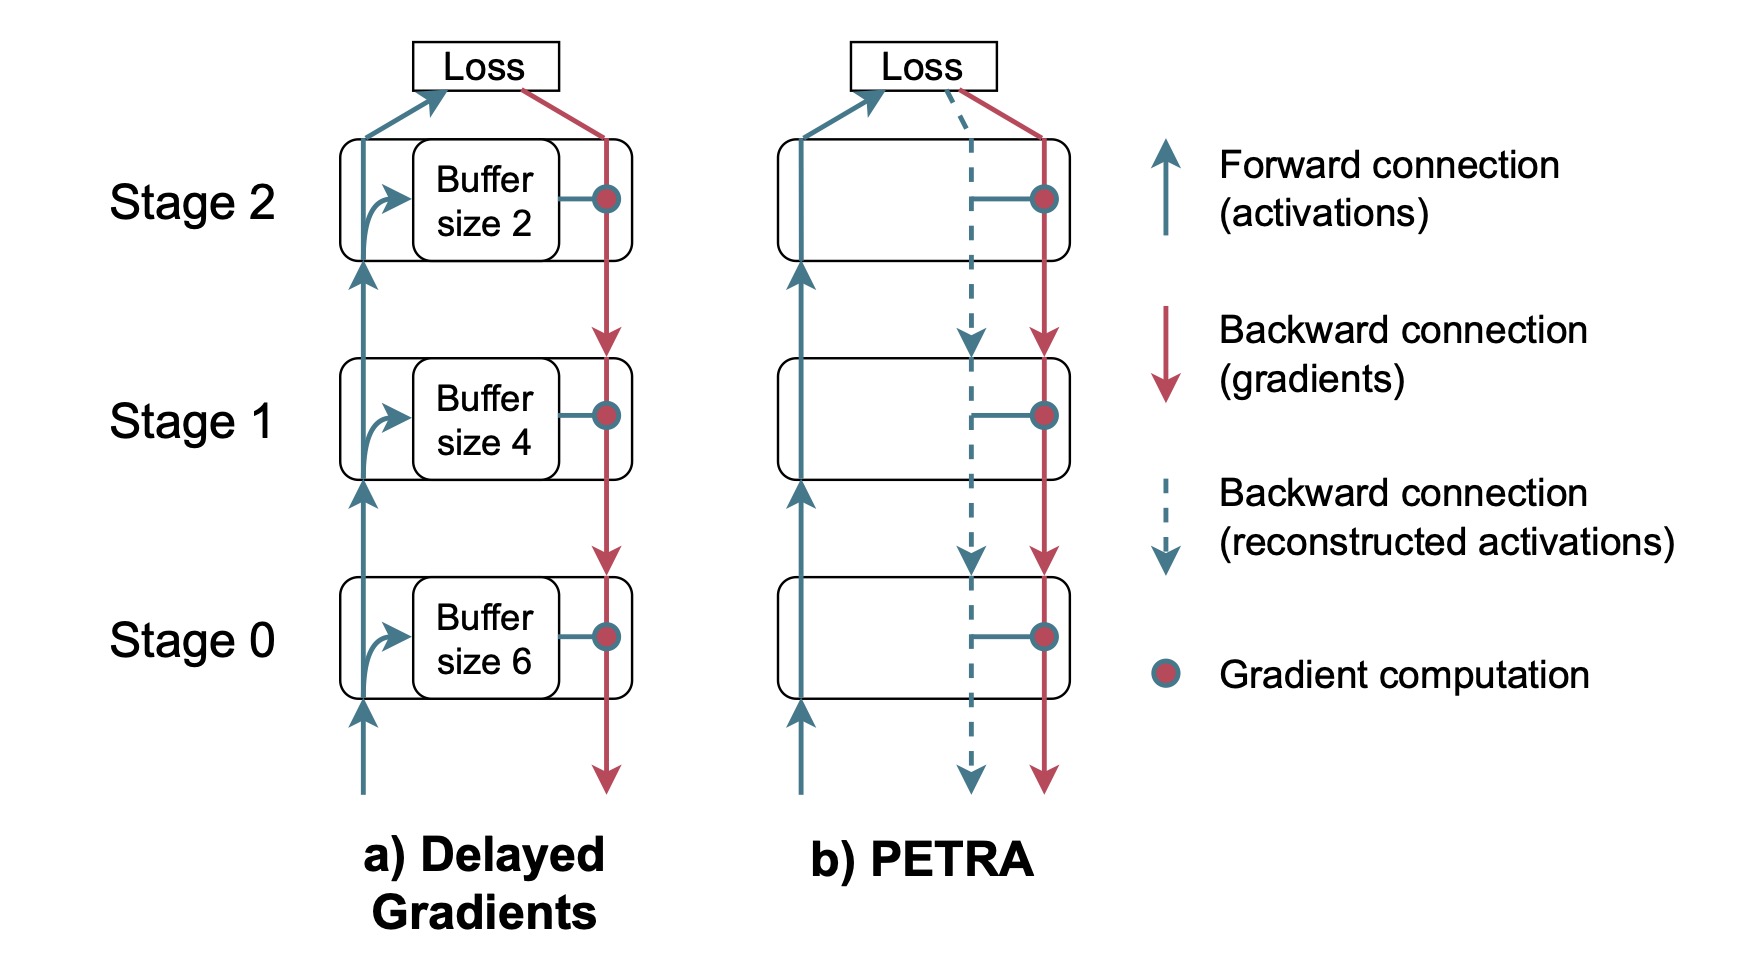 Loss
Loss
Stage 2
Buffer
size 2
Stage 1
Buffer
size 4
Stage 0
Buffer
size 6
Forward connection
(activations)
Backward connection
(gradients)
Backward connection
(reconstructed activations)
Gradient computation
a) Delayed
Gradients
b) PETRA